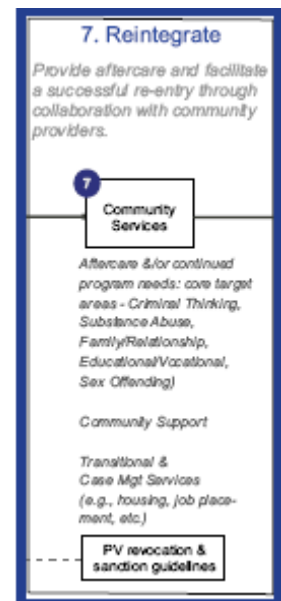 7. Reintegrate
Provide aftercare and facilitate
a successful re-entry through
collaboration with community
providers.
7
Community
Services
Aftercare &/or continued
program needs: core target
areas - Criminal Thinking,
Substance Abuse,
Family/Relationship,
Educational/Vocational,
Sex Offending)
Community Support
Transitional &
Case Mgt Services
(e.g., housing, job place-
ment, etc.)
PV revocation &
sanction guidelines